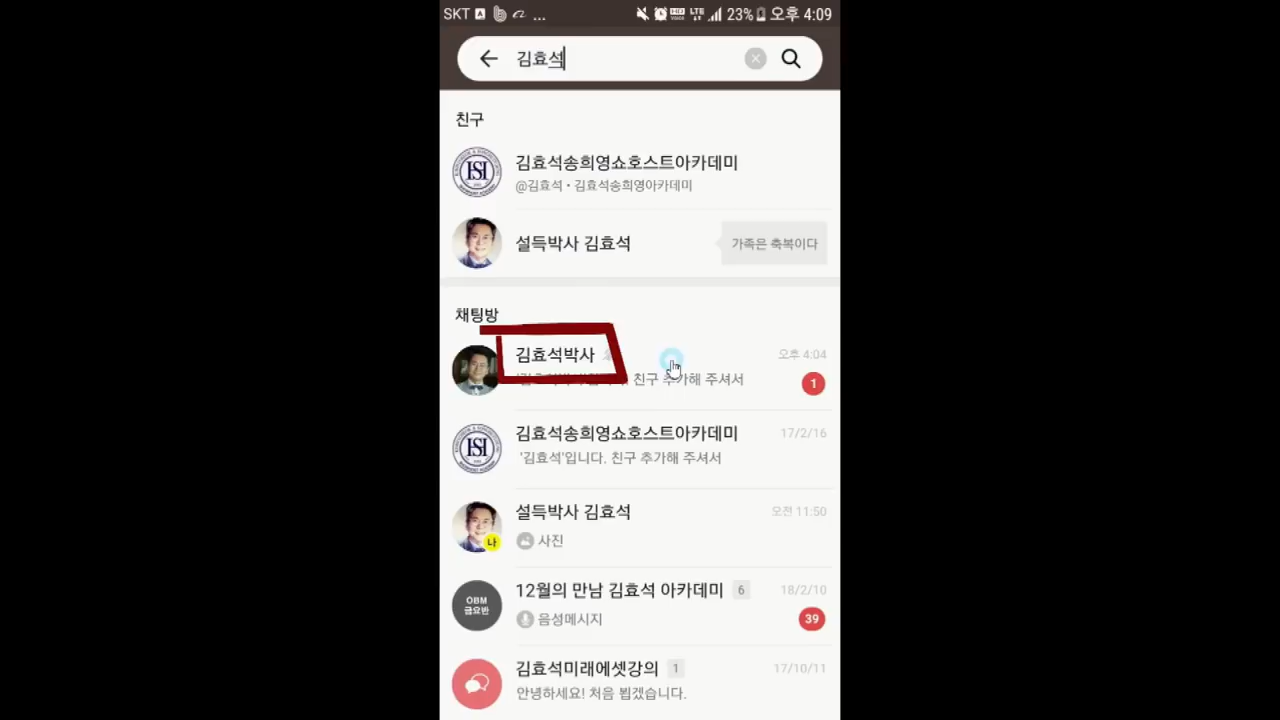 SKT ... LTE 23% 오후 4:09
김효석
친구
ISI
김효석송희영쇼호스트아카데미
@김효석 • 김효석송희영아카데미
설득박사 김효석
가족은 축복이다
채팅방
김효석박사
오후 4:04
친구 추가해 주셔서
1
ISI
김효석송희영쇼호스트아카데미
17/2/16
'김효석'입니다. 친구 추가해 주셔서
설득박사 김효석
오전 11:50
나
사진
OBM
금요반
12월의 만남 김효석 아카데미 6
18/2/10
음성메시지
39
김효석미래에셋강의 1
17/10/11
안녕하세요! 처음 뵙겠습니다.